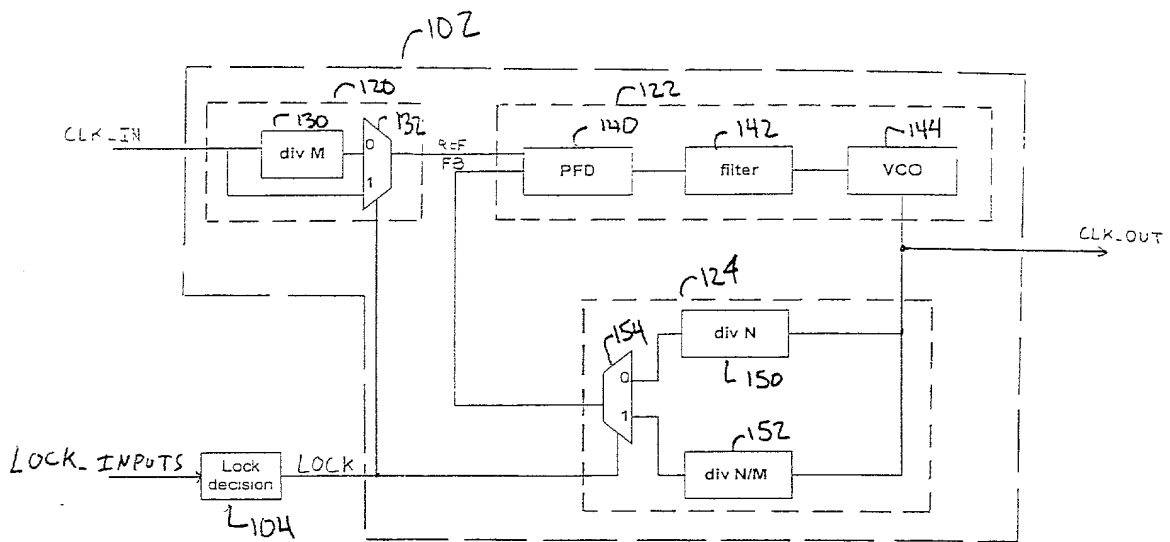 102
120
122
130
132
140
142
144
CLK_IN
div M
0
1
REF
FB
PFD
filter
VCO
CLK_OUT
124
154
div N
0
150
1
152
div N/M
LOCK_INPUTS
Lock
decision
LOCK
104